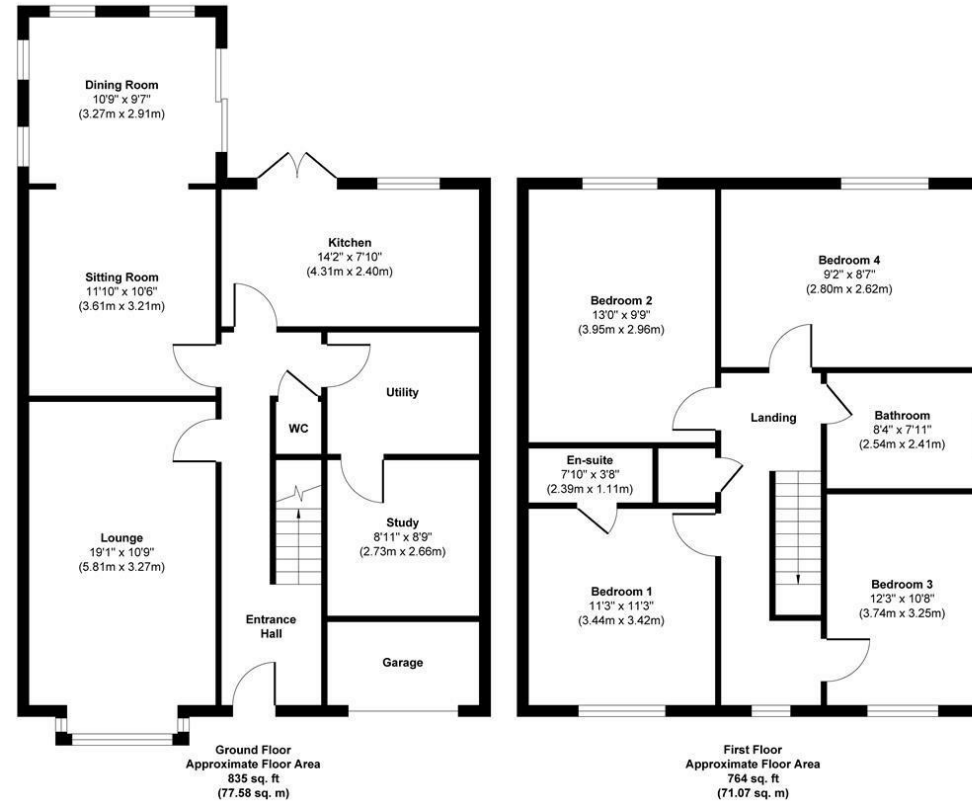 Dining Room
10'9" x 9'7"
(3.27m x 2.91m)
Sitting Room
11'10" x 10'6"
(3.61m x 3.21m)
Kitchen
14'2" x 7'10"
(4.31m x 2.40m)
Utility
WC
Study
8'11" x 8'9"
(2.73m x 2.66m)
Lounge
19'1" x 10'9"
(5.81m x 3.27m)
Entrance
Hall
Garage
Ground Floor
Approximate Floor Area
835 sq. ft
(77.58 sq. m)
Bedroom 2
13'0" x 9'9"
(3.95m x 2.96m)
Bedroom 4
9'2" x 8'7"
(2.80m x 2.62m)
Landing
Bathroom
8'4" x 7'11"
(2.54m x 2.41m)
En-suite
7'10" x 3'8"
(2.39m x 1.11m)
Bedroom 1
11'3" x 11'3"
(3.44m x 3.42m)
Bedroom 3
12'3" x 10'8"
(3.74m x 3.25m)
First Floor
Approximate Floor Area
764 sq. ft
(71.07 sq. m)